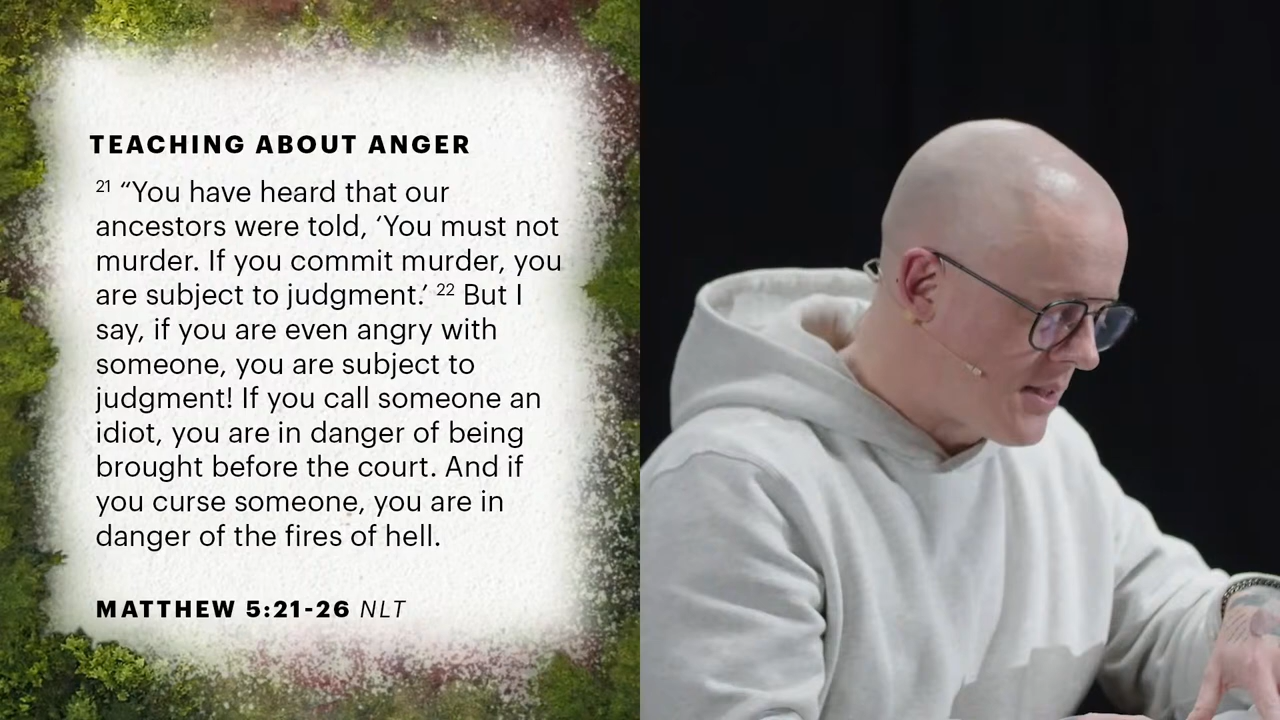 TEACHING ABOUT ANGER
21 “You have heard that our
ancestors were told, ‘You must not
murder. If you commit murder, you
are subject to judgment.’ 22 But I
say, if you are even angry with
someone, you are subject to
judgment! If you call someone an
idiot, you are in danger of being
brought before the court. And if
you curse someone, you are in
danger of the fires of hell.
MATTHEW 5:21-26 NLT